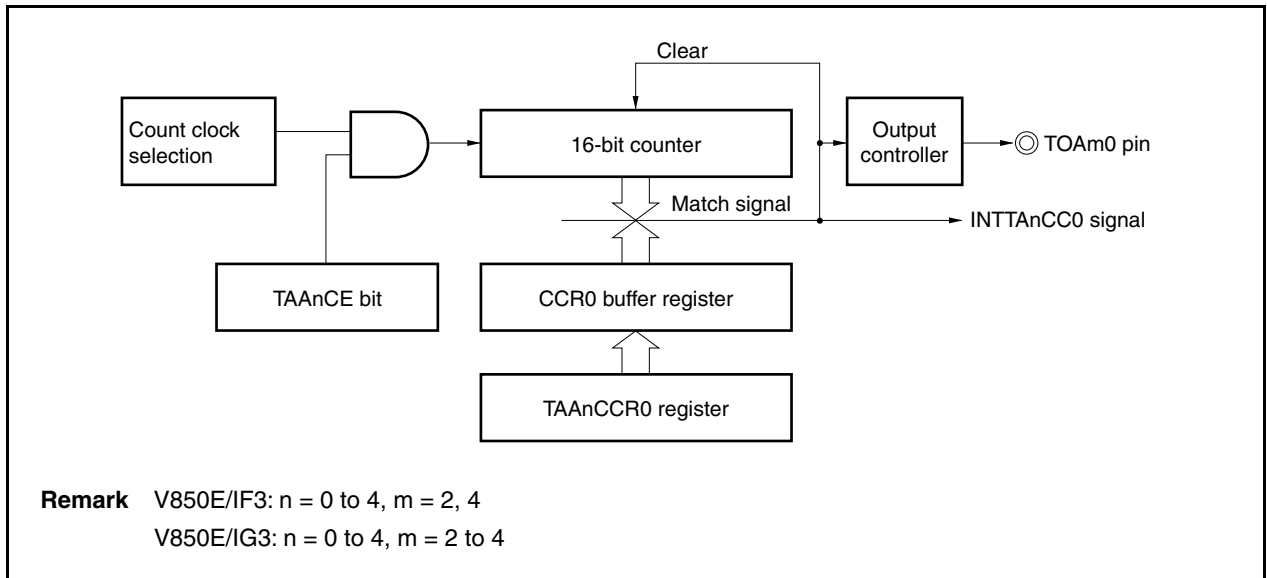 Clear
Count clock
selection
16-bit counter
Output
controller
TOAm0 pin
Match signal
INTTAnCC0 signal
TAAnCE bit
CCR0 buffer register
TAAnCCR0 register
Remark V850E/IF3: n = 0 to 4, m = 2, 4
V850E/IG3: n = 0 to 4, m = 2 to 4